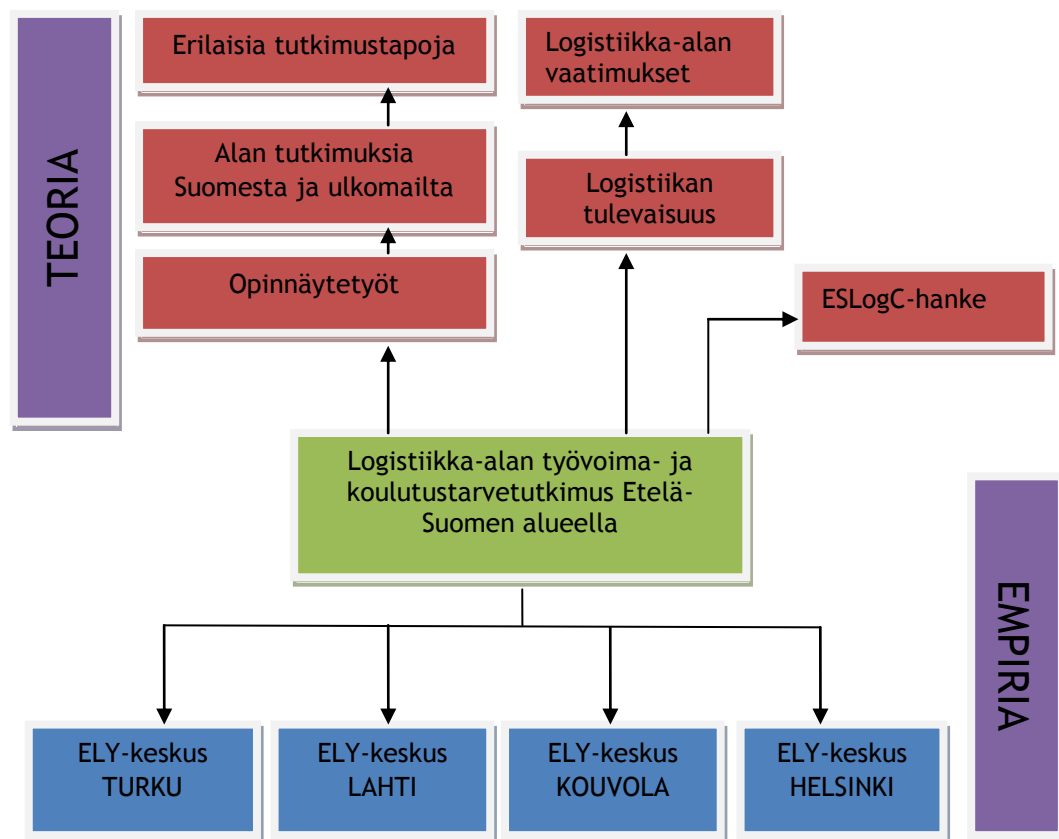 TEORIA
Erilaisia tutkimustapoja
Logistiikka-alan
vaatimukset
Alan tutkimuksia
Suomesta ja ulkomailta
Logistiikan
tulevaisuus
Opinnäytetyöt
ESLogC-hanke
Logistiikka-alan työvoima- ja
koulutustarvetutkimus Etelä-
Suomen alueella
EMPIRIA
ELY-keskus
TURKU
ELY-keskus
LAHTI
ELY-keskus
KOUVOLA
ELY-keskus
HELSINKI